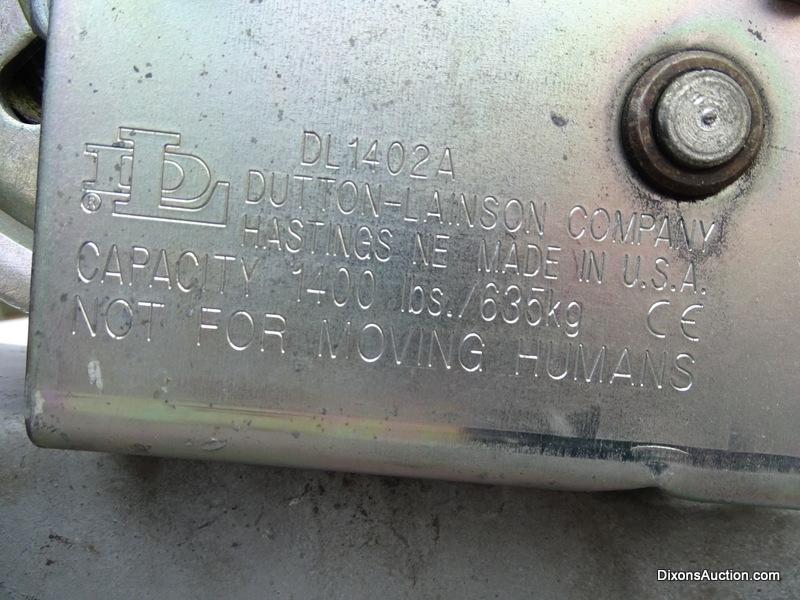 DL1402A
DL
®
DUTTON-LAINSON COMPANY
HASTINGS NE MADE IN U.S.A.
CAPACITY 1400 lbs./635kg CE
NOT FOR MOVING HUMANS
DixonsAuction.com